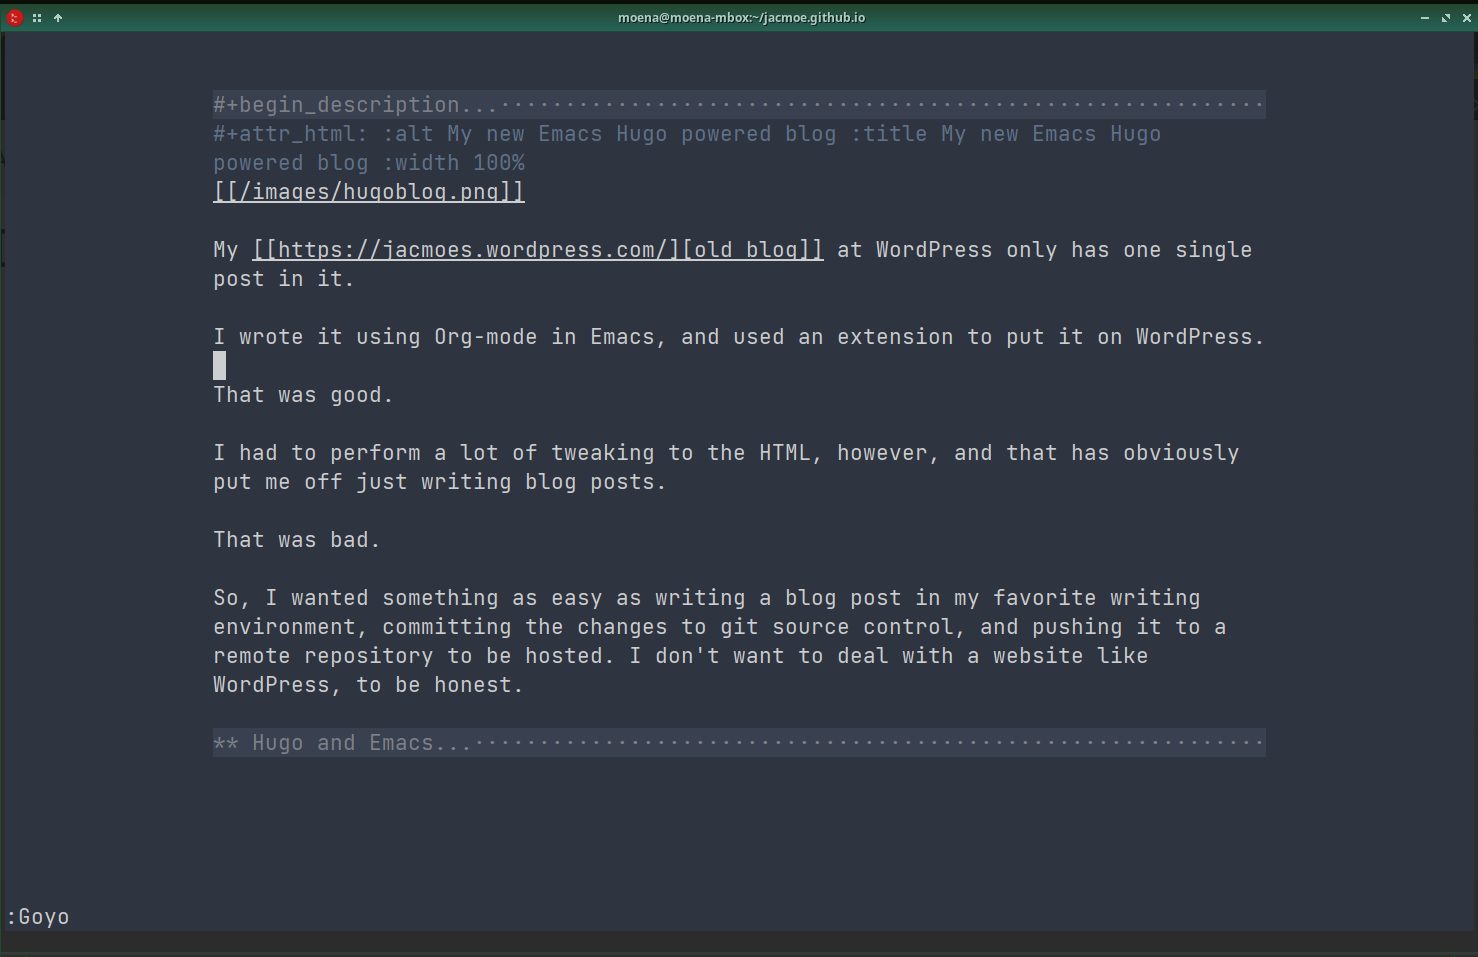 moena@moena-mbox:~/jacmoe.github.io
#+begin_description...···························································
#+attr_html: :alt My new Emacs Hugo powered blog :title My new Emacs Hugo
powered blog :width 100%
[[/images/hugoblog.png]]
My [[https://jacmoes.wordpress.com/][old blog]] at WordPress only has one single
post in it.
I wrote it using Org-mode in Emacs, and used an extension to put it on WordPress.
That was good.
I had to perform a lot of tweaking to the HTML, however, and that has obviously
put me off just writing blog posts.
That was bad.
So, I wanted something as easy as writing a blog post in my favorite writing
environment, committing the changes to git source control, and pushing it to a
remote repository to be hosted. I don't want to deal with a website like
WordPress, to be honest.
** Hugo and Emacs...·····························································
:Goyo